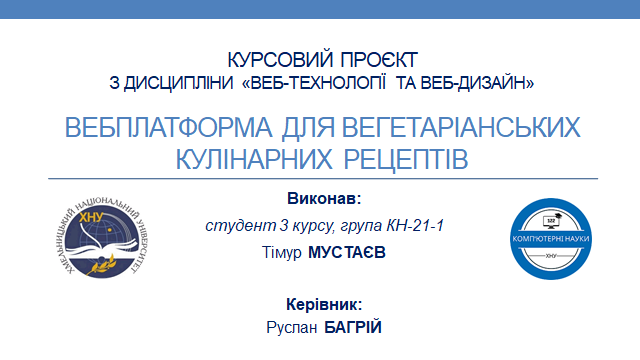 КУРСОВИЙ ПРОЄКТ
З ДИСЦИПЛІНИ «ВЕБ-ТЕХНОЛОГІЇ ТА ВЕБ-ДИЗАЙН»
ВЕБПЛАТФОРМА ДЛЯ ВЕГЕТАРІАНСЬКИХ
КУЛІНАРНИХ РЕЦЕПТІВ
Виконав:
студент 3 курсу, група КН-21-1
Тімур МУСТАЄВ
ХМЕЛЬНИЦЬКИЙ НАЦІОНАЛЬНИЙ УНІВЕРСИТЕТ
ХНУ
122
КОМП'ЮТЕРНІ НАУКИ
ХНУ
Керівник:
Руслан БАГРІЙ